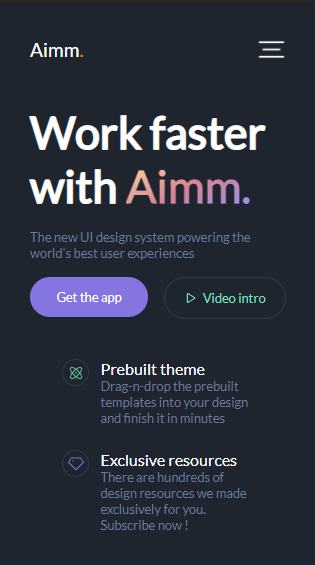 Aimm.
Work faster
with Aimm.
The new UI design system powering the
world's best user experiences
Get the app
Video intro
Prebuilt theme
Drag-n-drop the prebuilt
templates into your design
and finish it in minutes
Exclusive resources
There are hundreds of
design resources we made
exclusively for you.
Subscribe now !